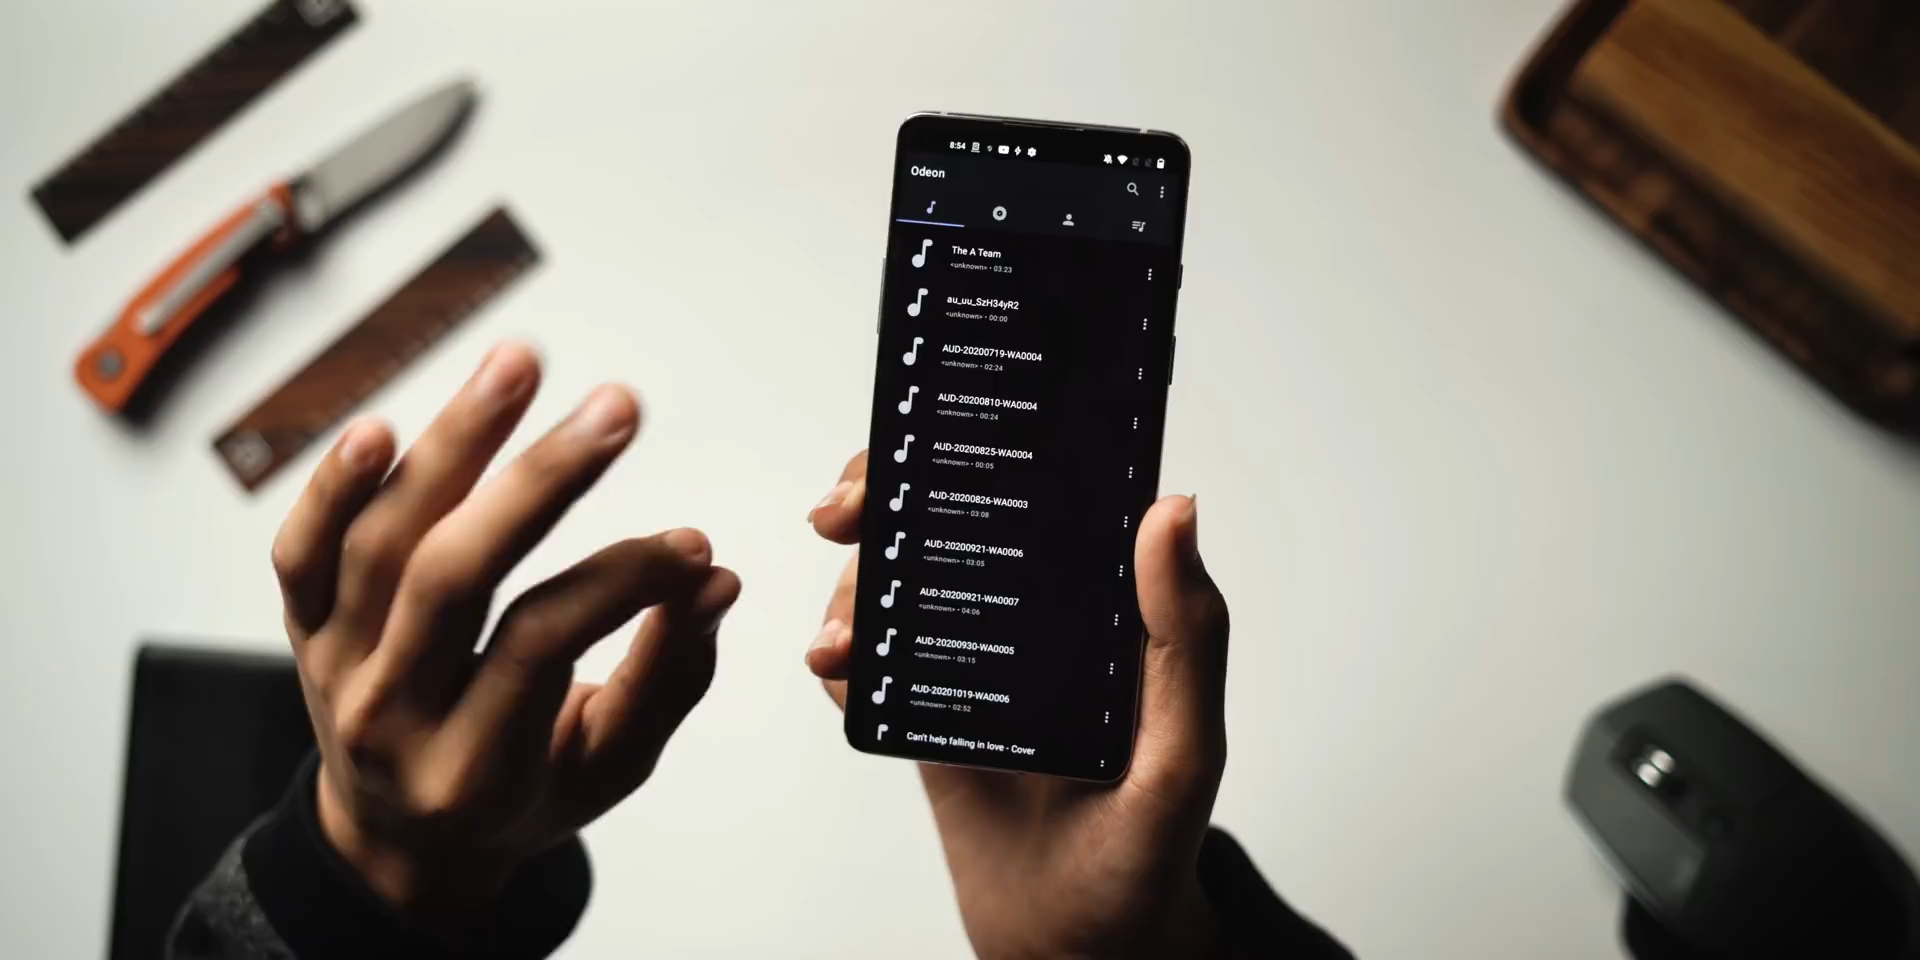 8:54
Odeon
The A Team
<unknown> • 03:23
au_uu_SzH34yR2
<unknown> • 00:00
AUD-20200719-WA0004
<unknown> • 02:24
AUD-20200810-WA0004
<unknown> • 00:24
AUD-20200825-WA0004
<unknown> • 00:05
AUD-20200826-WA0003
<unknown> • 03:08
AUD-20200921-WA0006
<unknown> • 03:05
AUD-20200921-WA0007
<unknown> • 04:06
AUD-20200930-WA0005
<unknown> • 03:15
AUD-20201019-WA0006
<unknown> • 02:52
Can't help falling in love - Cover